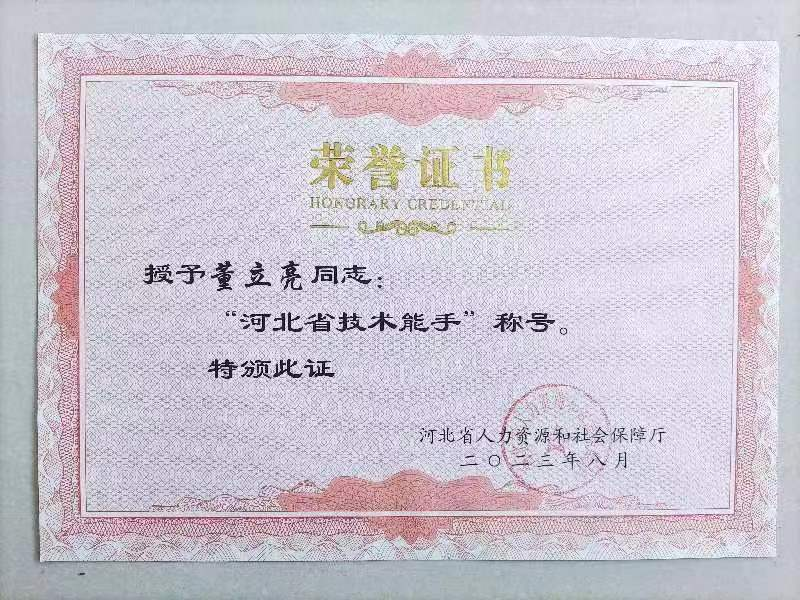 荣誉证书
HONORARY CREDENTIAL
授予董立亮同志：
“河北省技术能手”称号。
特颁此证
河北省人力资源和社会保障厅
二〇二三年八月